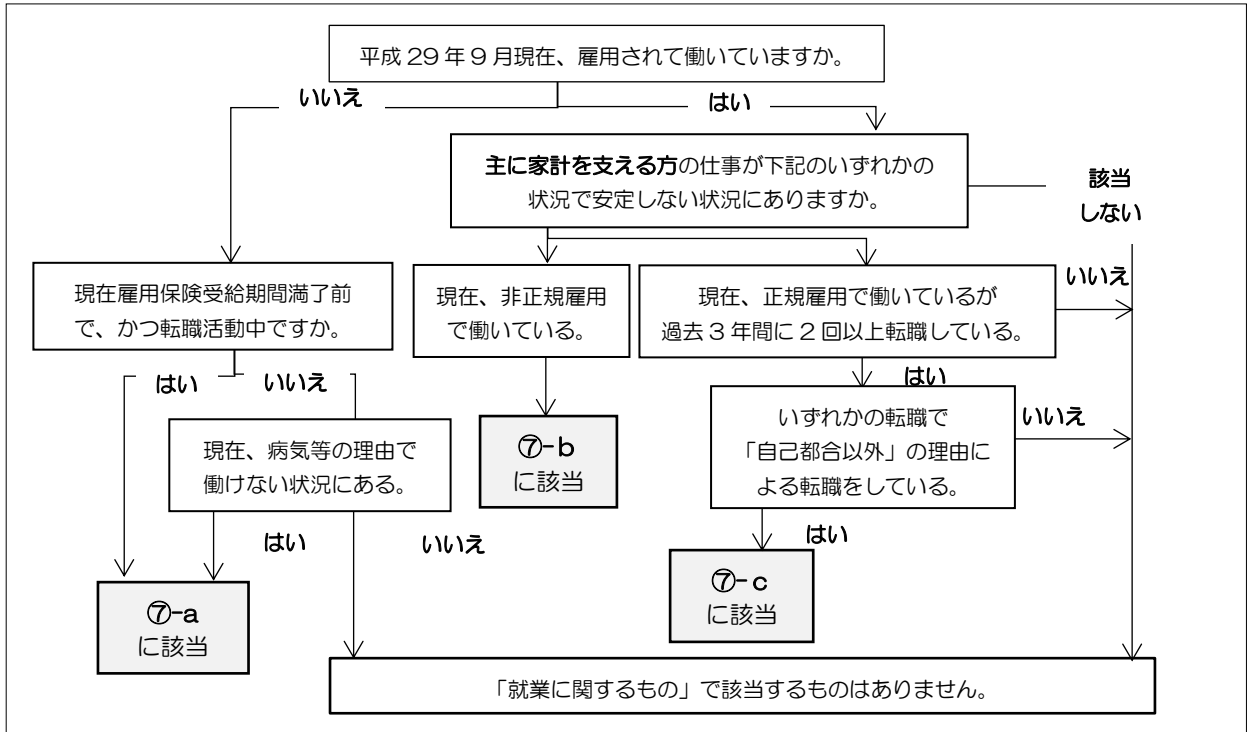 平成 29 年 9 月現在、雇用されて働いていますか。
いいえ
はい
主に家計を支える方の仕事が下記のいずれかの
状況で安定しない状況にありますか。
該当
しない
現在雇用保険受給期間満了前
で、かつ転職活動中ですか。
現在、非正規雇用
で働いている。
現在、正規雇用で働いているが
過去 3 年間に 2 回以上転職している。
いいえ
はい
いいえ
はい
現在、病気等の理由で
働けない状況にある。
⑦-b
に該当
いずれかの転職で
「自己都合以外」の理由に
よる転職をしている。
いいえ
はい
いいえ
はい
⑦-a
に該当
⑦-c
に該当
「就業に関するもの」で該当するものはありません。